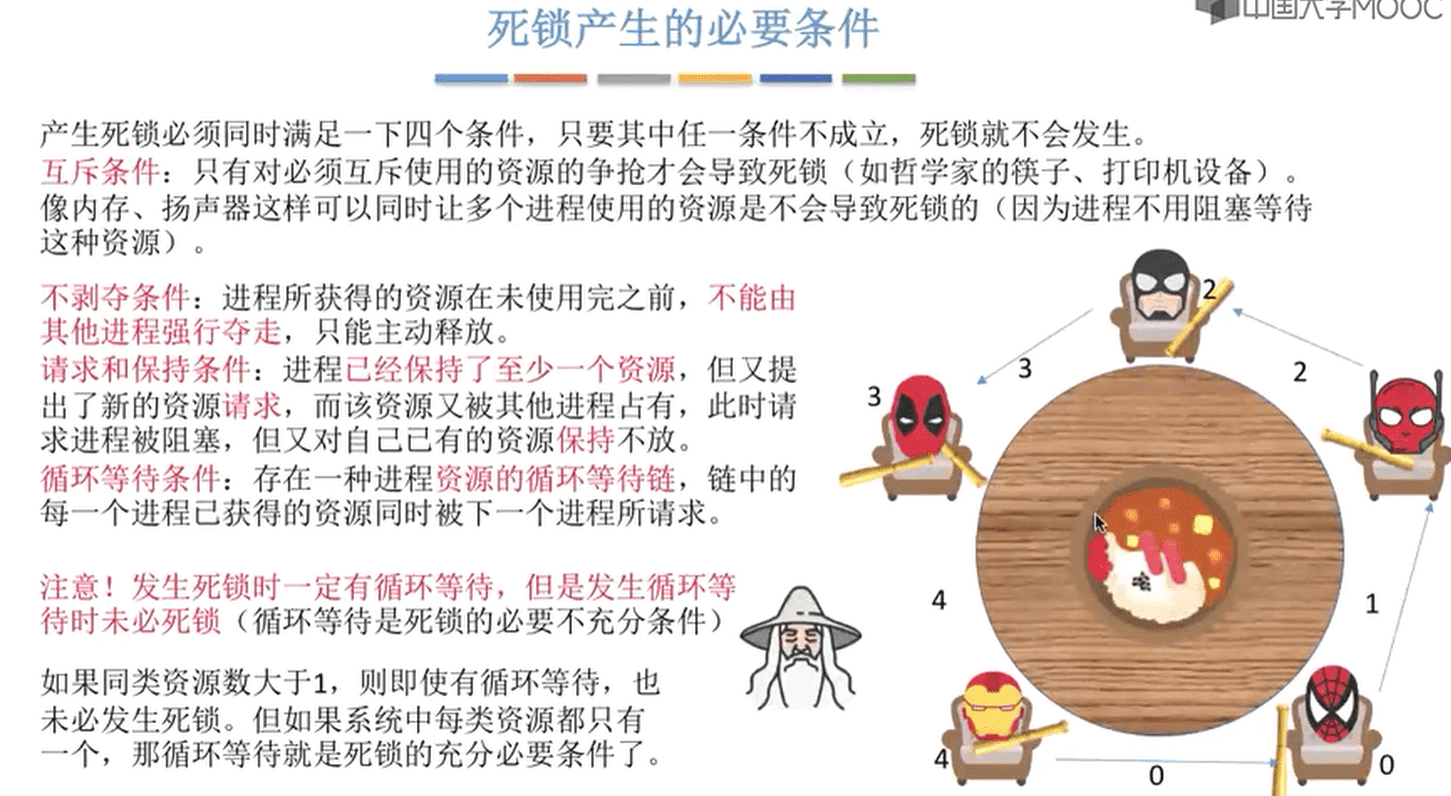 中国大学MOOC
死锁产生的必要条件
产生死锁必须同时满足一下四个条件，只要其中任一条件不成立，死锁就不会发生。
互斥条件：只有对必须互斥使用的资源的争抢才会导致死锁（如哲学家的筷子、打印机设备）。
像内存、扬声器这样可以同时让多个进程使用的资源是不会导致死锁的（因为进程不用阻塞等待
这种资源）。
不剥夺条件：进程所获得的资源在未使用完之前，不能由
其他进程强行夺走，只能主动释放。
请求和保持条件：进程已经保持了至少一个资源，但又提
出了新的资源请求，而该资源又被其他进程占有，此时请
求进程被阻塞，但又对自己已有的资源保持不放。
循环等待条件：存在一种进程资源的循环等待链，链中的
每一个进程已获得的资源同时被下一个进程所请求。
注意！发生死锁时一定有循环等待，但是发生循环等
待时未必死锁（循环等待是死锁的必要不充分条件）
如果同类资源数大于1，则即使有循环等待，也
未必发生死锁。但如果系统中每类资源都只有
一个，那循环等待就是死锁的充分必要条件了。
2
3
2
3
4
1
4
0
0